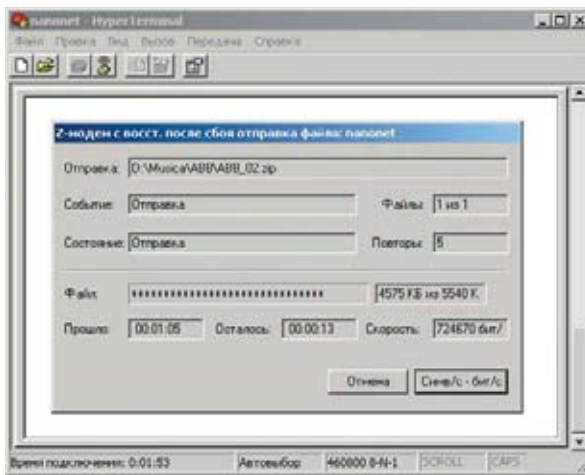 nanonet - HyperTerminal
Файл Правка Вид Вызов Передача Справка
Z-модем с восст. после сбоя отправка файла: nanonet
Отправка: D:\Musica\ABB\ABB_02.zip
Событие: Отправка Файлы: 1 из 1
Состояние: Отправка Повторы: 5
Файл: 4575 КБ из 5540 К
Прошло: 00:01:05 Осталось: 00:00:13 Скорость: 724670 бит/
Отмена Симв/с - бит/с
Время подключения: 0:01:53 Автовыбор 460800 8-N-1 SCROLL CAPS